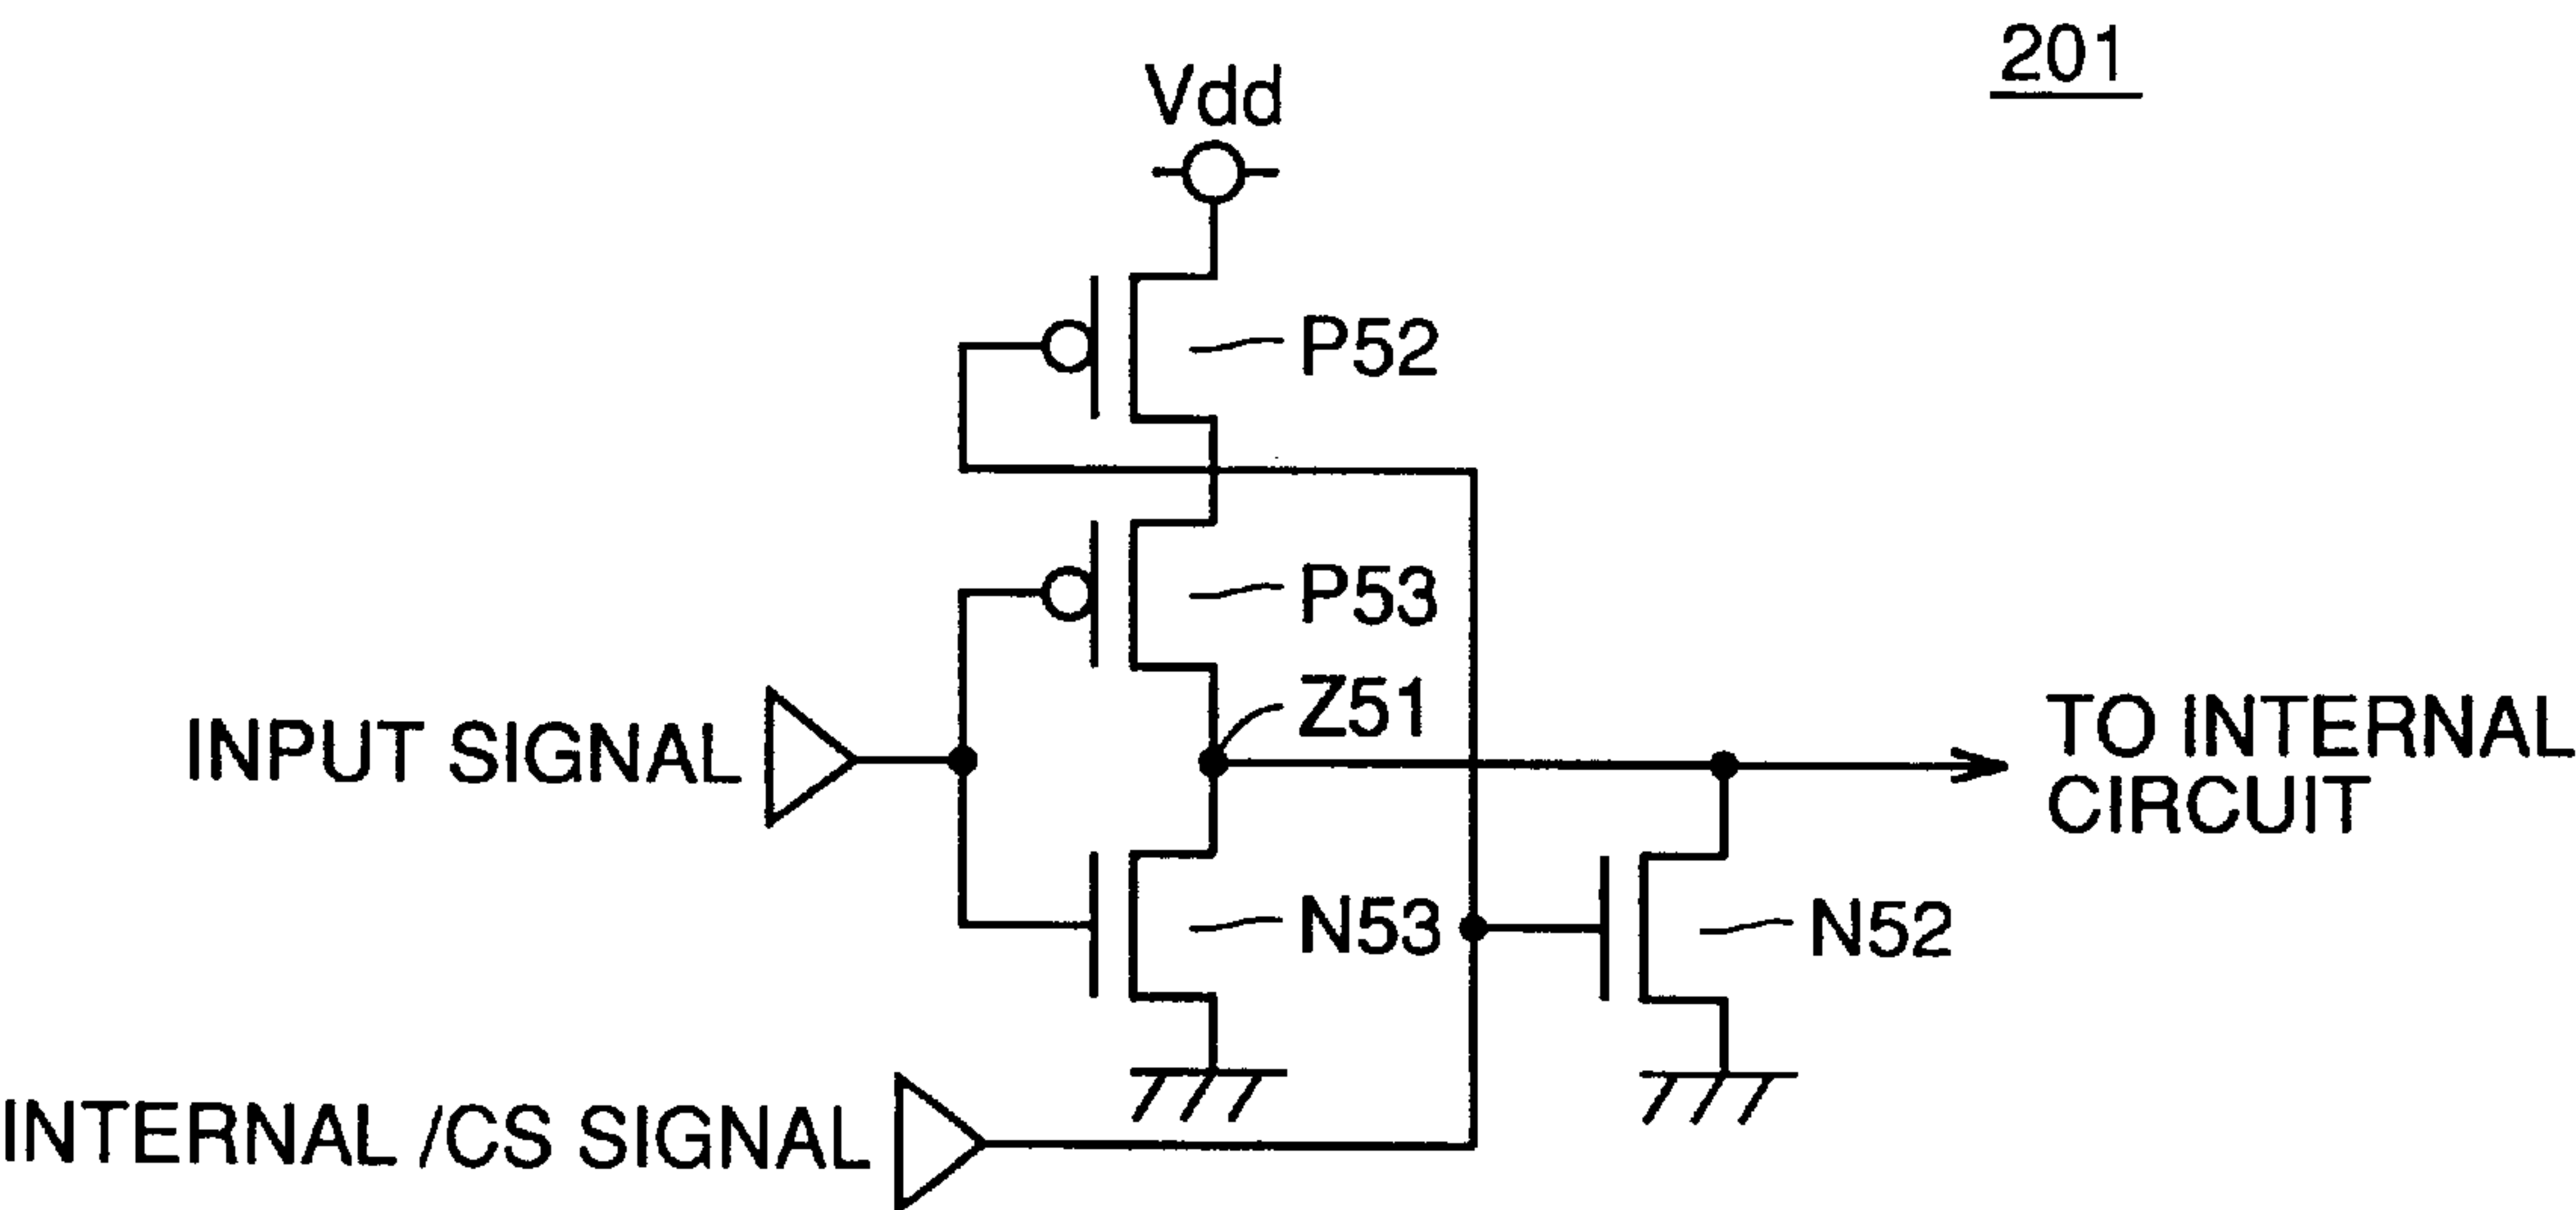 201
Vdd
P52
P53
Z51
INPUT SIGNAL
TO INTERNAL
CIRCUIT
N53
N52
INTERNAL /CS SIGNAL